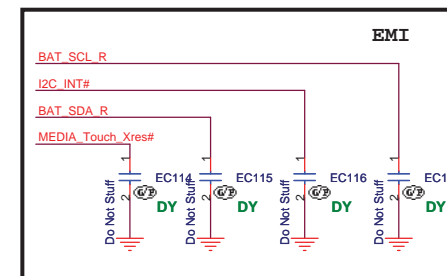 EMI
BAT_SCL_R
I2C_INT#
BAT_SDA_R
MEDIA_Touch_Xres#
1 EC114 1 EC115 1 EC116 1 EC1
2 G/P 2 G/P 2 G/P 2 G/P
DY DY DY DY
Do Not Stuff
Do Not Stuff
Do Not Stuff
Do Not Stuff